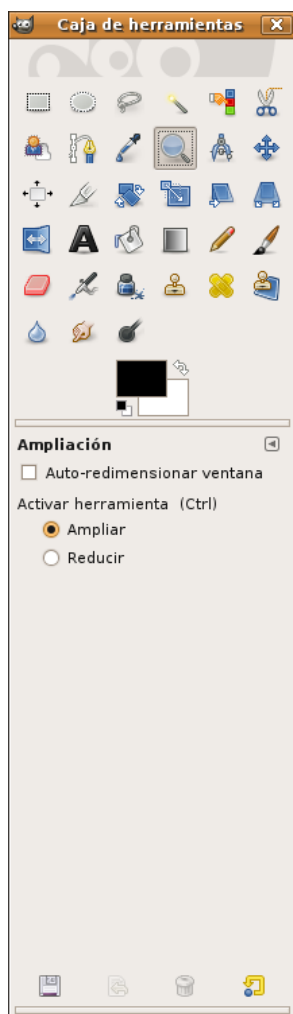 Caja de herramientas
Ampliación
Auto-redimensionar ventana
Activar herramienta (Ctrl)
Ampliar
Reducir